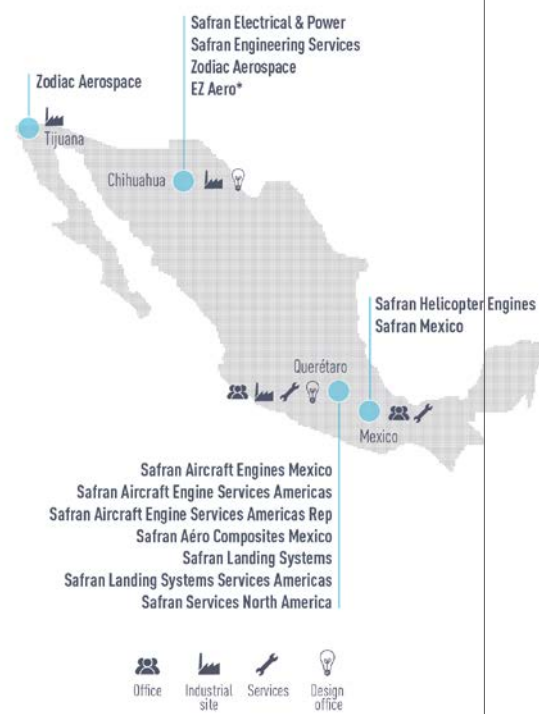 Safran Electrical & Power
Safran Engineering Services
Zodiac Aerospace
EZ Aero*
Zodiac Aerospace
Tijuana
Chihuahua
Safran Helicopter Engines
Safran Mexico
Querétaro
Mexico
Safran Aircraft Engines Mexico
Safran Aircraft Engine Services Americas
Safran Aircraft Engine Services Americas Rep
Safran Aéro Composites Mexico
Safran Landing Systems
Safran Landing Systems Services Americas
Safran Services North America
Office
Industrial
site
Services
Design
office